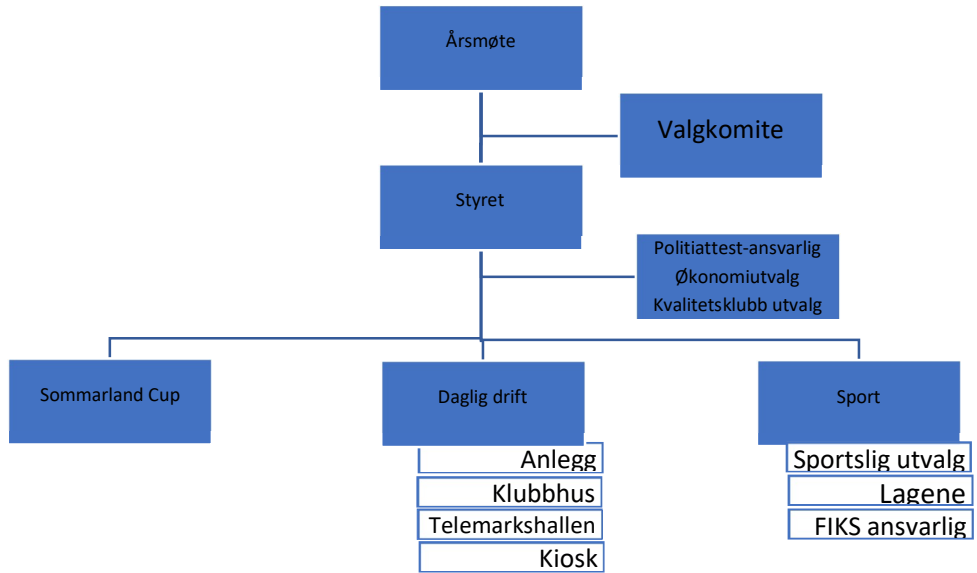 Årsmøte
Valgkomite
Styret
Politiattest-ansvarlig
Økonomiutvalg
Kvalitetsklubb utvalg
Sommarland Cup
Daglig drift
Anlegg
Klubbhus
Telemarkshallen
Kiosk
Sport
Sportslig utvalg
Lagene
FIKS ansvarlig